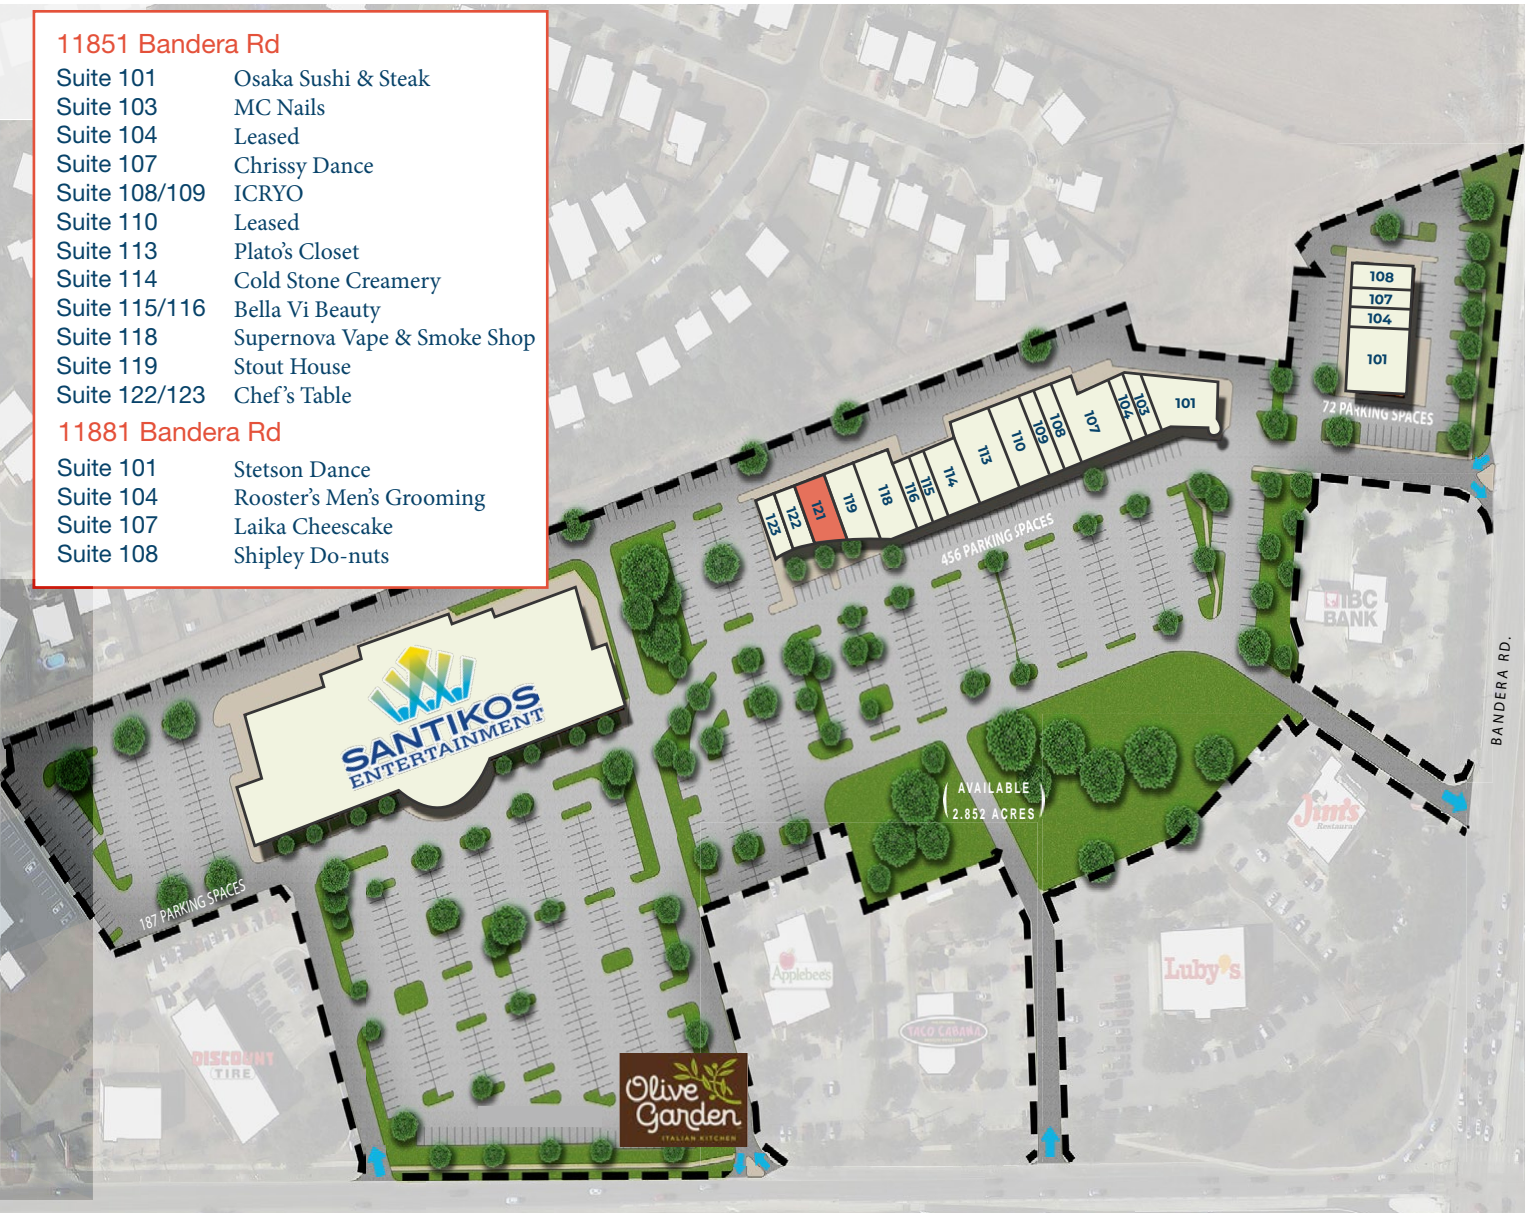 11851 Bandera Rd
Suite 101 Osaka Sushi & Steak
Suite 103 MC Nails
Suite 104 Leased
Suite 107 Chrissy Dance
Suite 108/109 ICRYO
Suite 110 Leased
Suite 113 Plato's Closet
Suite 114 Cold Stone Creamery
Suite 115/116 Bella Vi Beauty
Suite 118 Supernova Vape & Smoke Shop
Suite 119 Stout House
Suite 122/123 Chef's Table
11881 Bandera Rd
Suite 101 Stetson Dance
Suite 104 Rooster's Men's Grooming
Suite 107 Laika Cheescake
Suite 108 Shipley Do-nuts
108
107
104
101
72 PARKING SPACES
123
122
121
119
118
116
115
114
113
110
109
108
107
104
103
101
456 PARKING SPACES
IBC
BANK
BANDERA RD.
SANTIKOS
ENTERTAINMENT
AVAILABLE
2.852 ACRES
Jim's
Restaurant
187 PARKING SPACES
Applebee's
Luby's
TACO CABANA
DISCOUNT
TIRE
Olive
Garden
ITALIAN KITCHEN